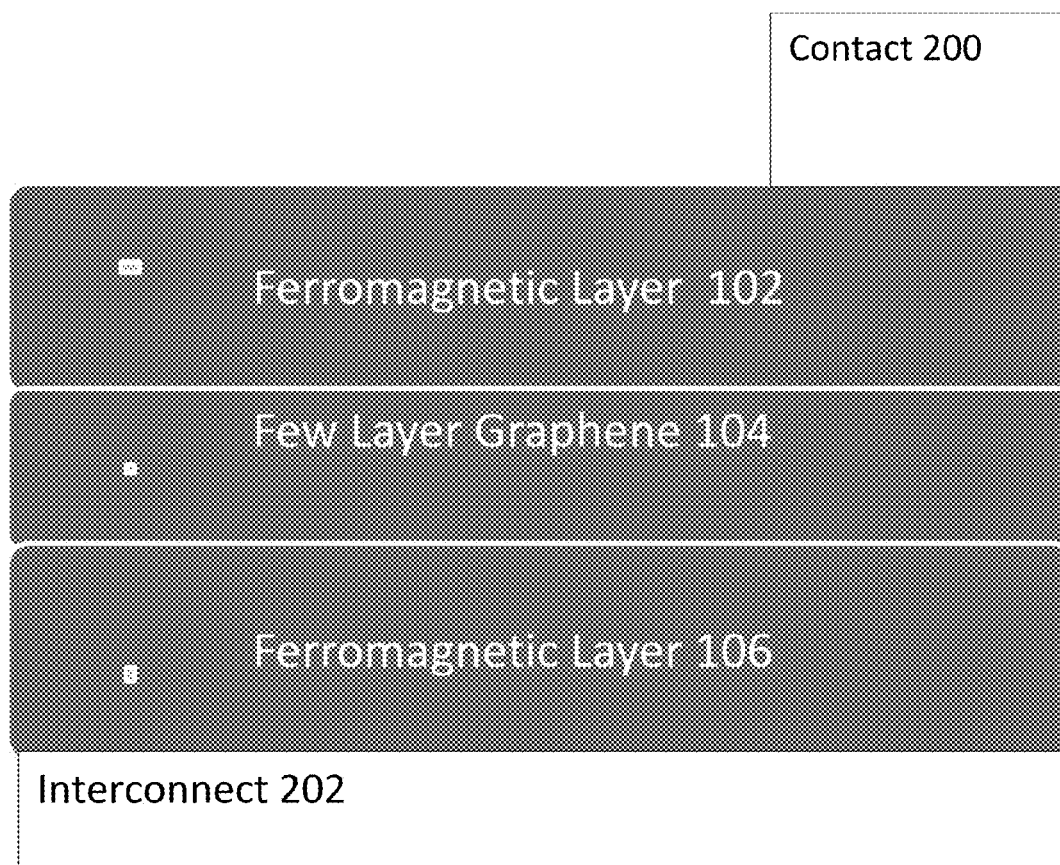 Contact 200
Ferromagnetic Layer 102
Few Layer Graphene 104
Ferromagnetic Layer 106
Interconnect 202